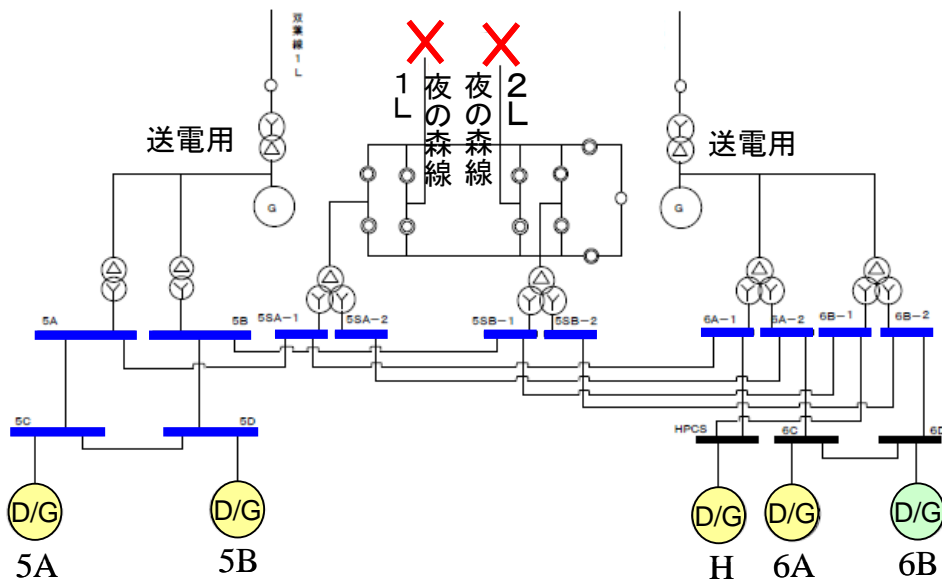 双葉線1L
1L
夜の森線
夜の森線
2L
送電用
送電用
G
G
5A
5B
5SA-1
5SA-2
5SB-1
5SB-2
6A-1
6A-2
6B-1
6B-2
5C
5D
HPCS
6C
6D
D/G
D/G
D/G
D/G
D/G
5A
5B
H
6A
6B